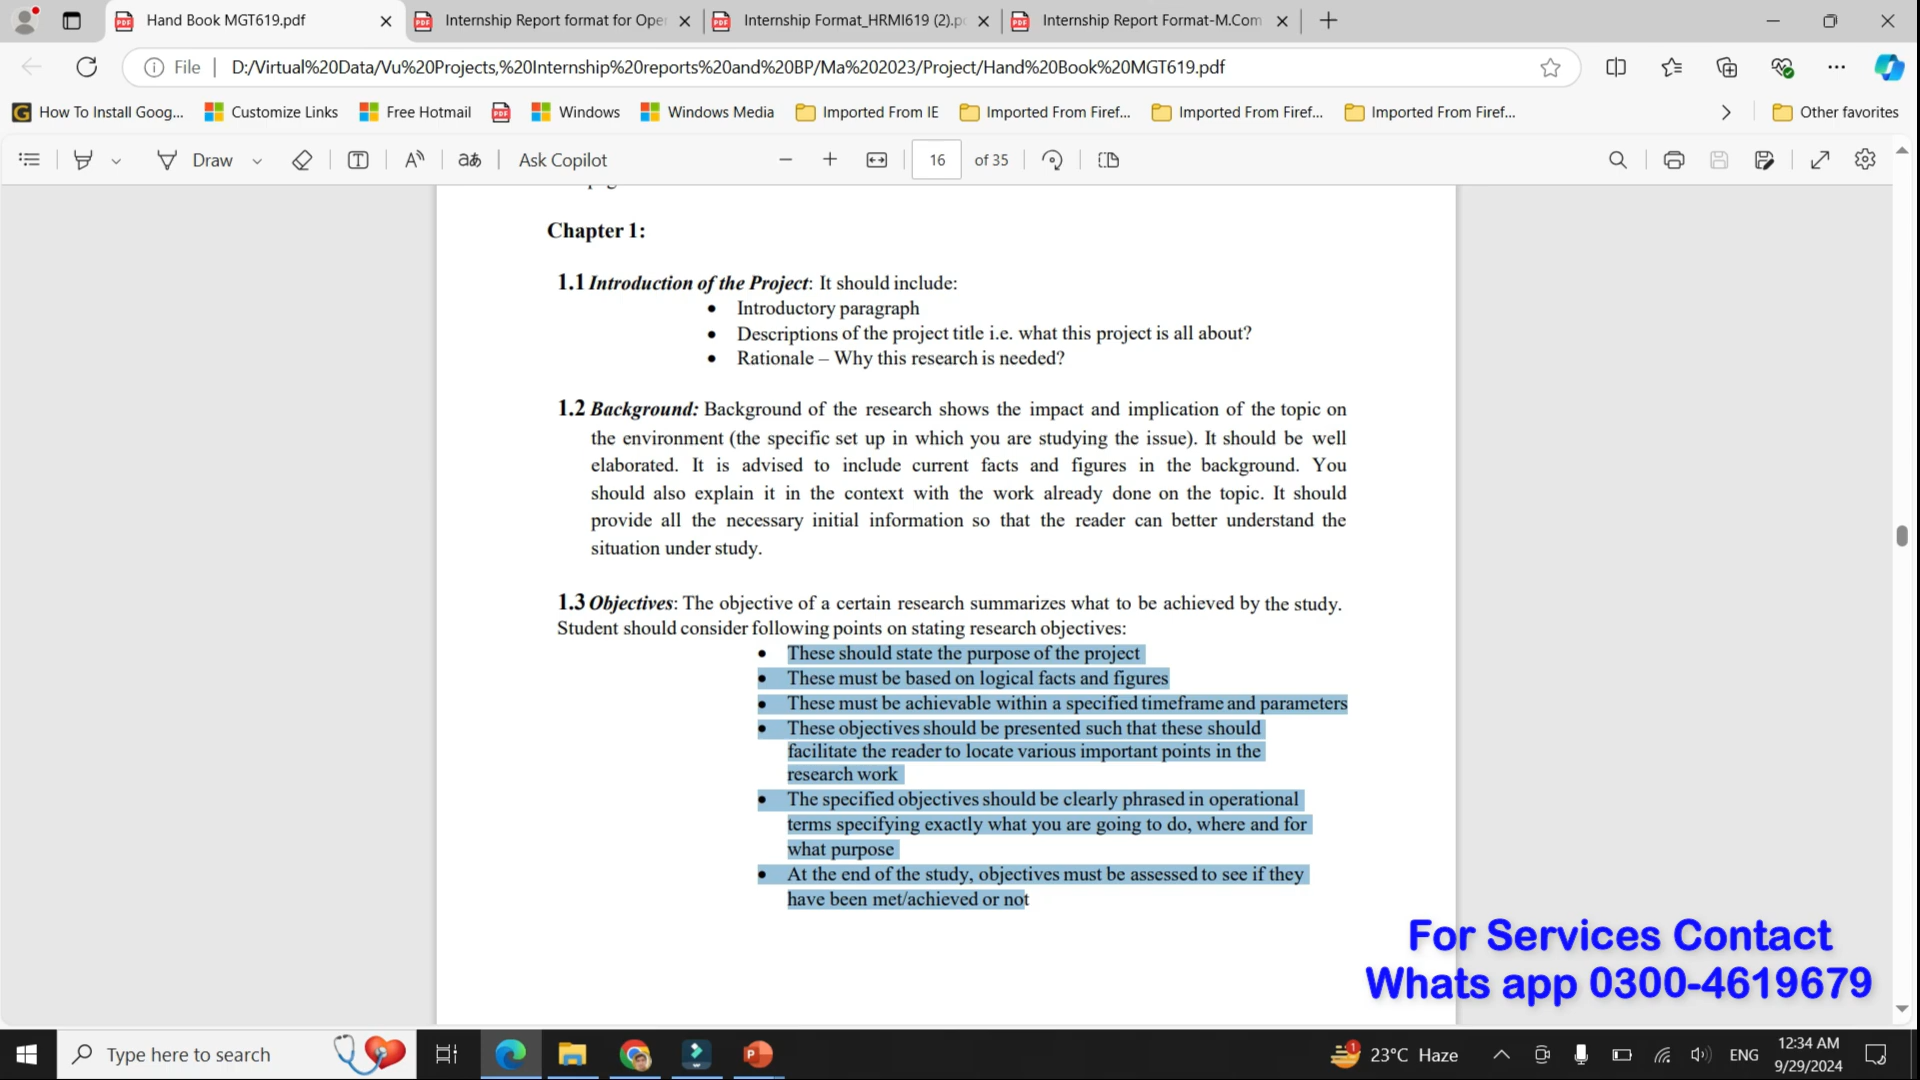 Hand Book MGT619.pdf
Internship Report format for Ope
Internship Format_HRMI619 (2).p
Internship Report Format-M.Com
File
D:/Virtual%20Data/Vu%20Projects,%20Internship%20reports%20and%20BP/Ma%202023/Project/Hand%20Book%20MGT619.pdf
How To Install Goog...
Customize Links
Free Hotmail
Windows
Windows Media
Imported From IE
Imported From Firef...
Imported From Firef...
Imported From Firef...
Other favorites
Draw
Ask Copilot
16 of 35
Chapter 1:
1.1 Introduction of the Project: It should include:
• Introductory paragraph
• Descriptions of the project title i.e. what this project is all about?
• Rationale – Why this research is needed?
1.2 Background: Background of the research shows the impact and implication of the topic on
the environment (the specific set up in which you are studying the issue). It should be well
elaborated. It is advised to include current facts and figures in the background. You
should also explain it in the context with the work already done on the topic. It should
provide all the necessary initial information so that the reader can better understand the
situation under study.
1.3 Objectives: The objective of a certain research summarizes what to be achieved by the study.
Student should consider following points on stating research objectives:
• These should state the purpose of the project
• These must be based on logical facts and figures
• These must be achievable within a specified timeframe and parameters
• These objectives should be presented such that these should
facilitate the reader to locate various important points in the
research work
• The specified objectives should be clearly phrased in operational
terms specifying exactly what you are going to do, where and for
what purpose
• At the end of the study, objectives must be assessed to see if they
have been met/achieved or not
For Services Contact
Whats app 0300-4619679
Type here to search
23°C Haze
ENG
12:34 AM
9/29/2024